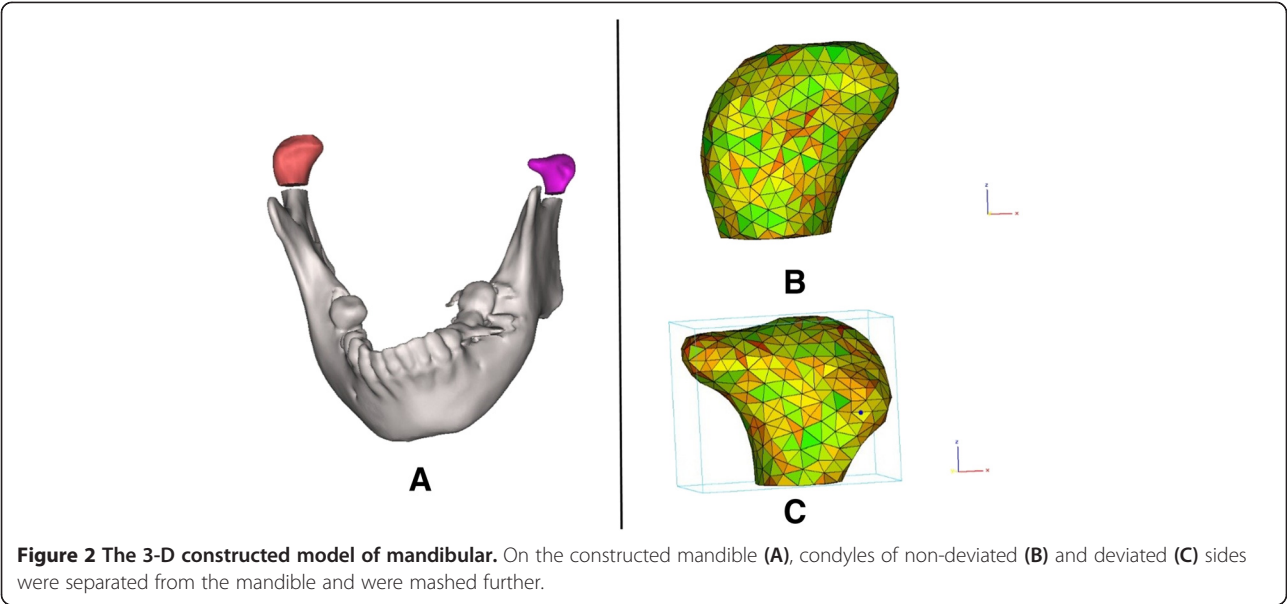 A
B
C
z
x
z
x
Figure 2 The 3-D constructed model of mandibular. On the constructed mandible (A), condyles of non-deviated (B) and deviated (C) sides
were separated from the mandible and were mashed further.